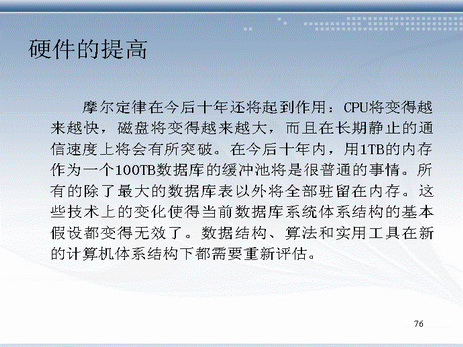 硬件的提高
摩尔定律在今后十年还将起到作用：CPU将变得越
来越快，磁盘将变得越来越大，而且在长期静止的通
信速度上将会有所突破。在今后十年内，用1TB的内存
作为一个100TB数据库的缓冲池将是很普通的事情。所
有的除了最大的数据库表以外将全部驻留在内存。这
些技术上的变化使得当前数据库系统体系结构的基本
假设都变得无效了。数据结构、算法和实用工具在新
的计算机体系结构下都需要重新评估。
76